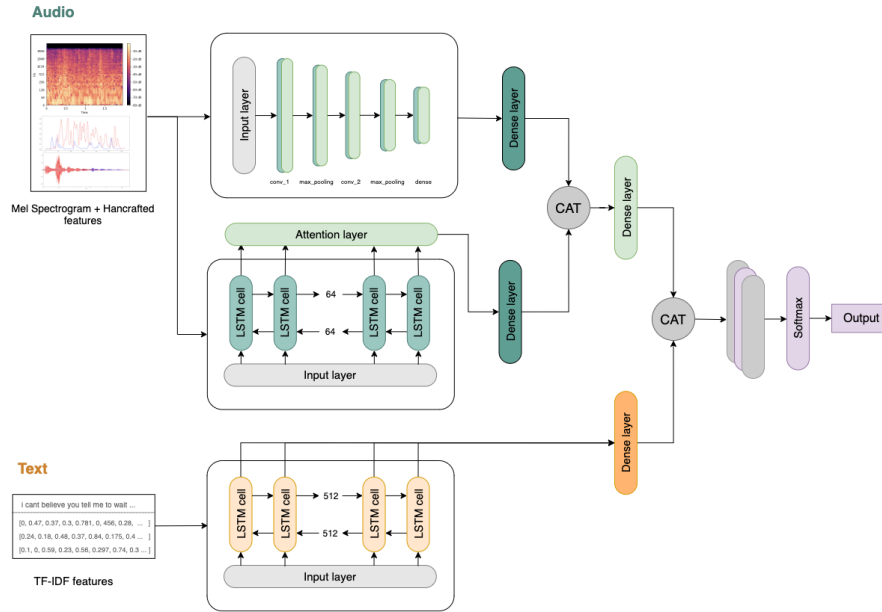 Audio
Mel Spectrogram + Hancrafted
features
Time
Input layer
conv_1
max_pooling
conv_2
max_pooling
dense
Dense layer
CAT
Dense layer
Attention layer
LSTM cell
LSTM cell
64
64
LSTM cell
LSTM cell
Input layer
Dense layer
CAT
Softmax
Output
Dense layer
Text
i cant believe you tell me to wait ...
[0, 0.47, 0.37, 0.3, 0.781, 0, 456, 0.28, ... ]
[0.24, 0.18, 0.48, 0.37, 0.84, 0.175, 0.4 ... ]
[0.1, 0, 0.59, 0.23, 0.56, 0.297, 0.74, 0.3 ... ]
TF-IDF features
LSTM cell
LSTM cell
512
512
LSTM cell
LSTM cell
Input layer